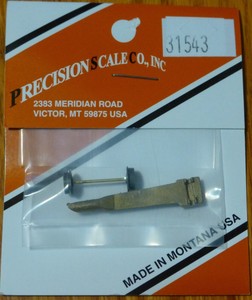 31543
PRECISION SCALE CO., INC
2383 MERIDIAN ROAD
VICTOR, MT 59875 USA
MADE IN MONTANA USA